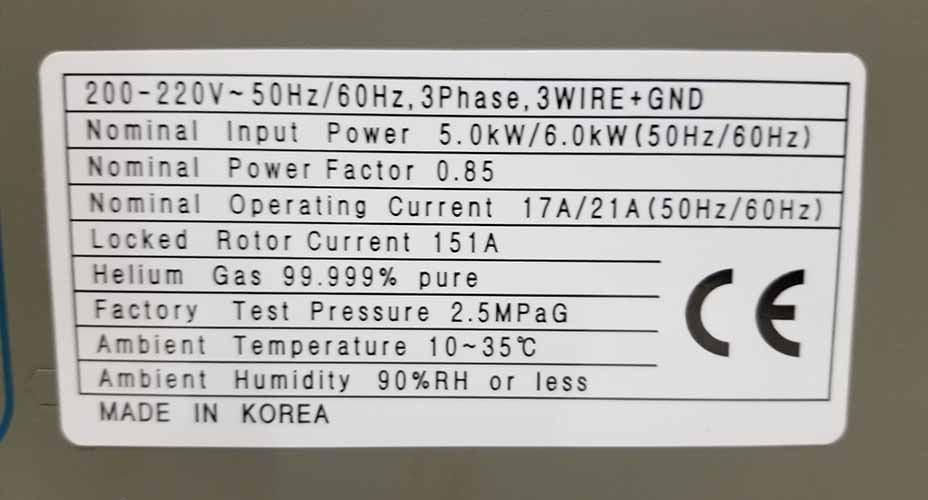 200-220V~50Hz/60Hz,3Phase,3WIRE+GND
Nominal Input Power 5.0kW/6.0kW(50Hz/60Hz)
Nominal Power Factor 0.85
Nominal Operating Current 17A/21A(50Hz/60Hz)
Locked Rotor Current 151A
Helium Gas 99.999% pure
Factory Test Pressure 2.5MPaG
Ambient Temperature 10~35℃
Ambient Humidity 90%RH or less
MADE IN KOREA
CE